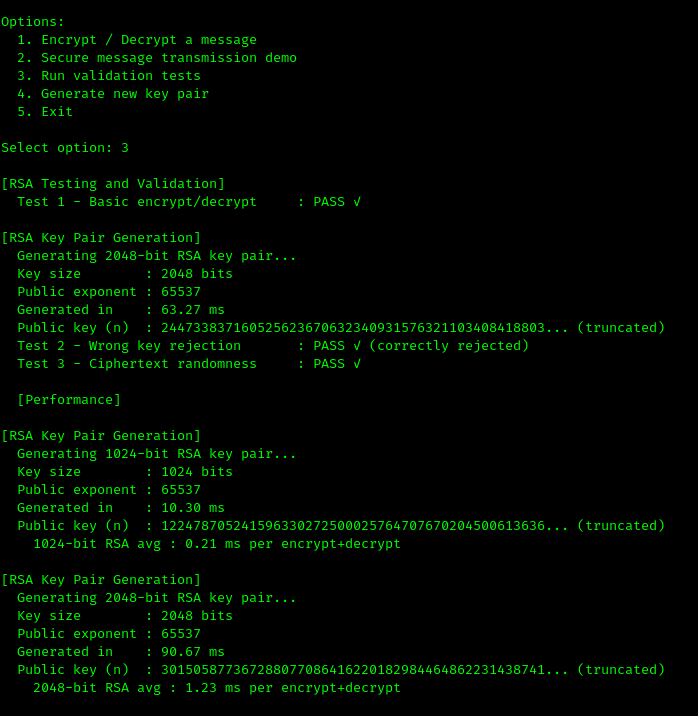 Options:
  1. Encrypt / Decrypt a message
  2. Secure message transmission demo
  3. Run validation tests
  4. Generate new key pair
  5. Exit

Select option: 3

[RSA Testing and Validation]
  Test 1 - Basic encrypt/decrypt     : PASS √

[RSA Key Pair Generation]
  Generating 2048-bit RSA key pair...
  Key size        : 2048 bits
  Public exponent : 65537
  Generated in    : 63.27 ms
  Public key (n)  : 24473383716052562367063234093157632110340841880​3... (truncated)
  Test 2 - Wrong key rejection       : PASS √ (correctly rejected)
  Test 3 - Ciphertext randomness     : PASS √

  [Performance]

[RSA Key Pair Generation]
  Generating 1024-bit RSA key pair...
  Key size        : 1024 bits
  Public exponent : 65537
  Generated in    : 10.30 ms
  Public key (n)  : 122478705241596330272500025764707670204500613636... (truncated)
    1024-bit RSA avg : 0.21 ms per encrypt+decrypt

[RSA Key Pair Generation]
  Generating 2048-bit RSA key pair...
  Key size        : 2048 bits
  Public exponent : 65537
  Generated in    : 90.67 ms
  Public key (n)  : 301505877367288077086416220182984464862231438741... (truncated)
    2048-bit RSA avg : 1.23 ms per encrypt+decrypt